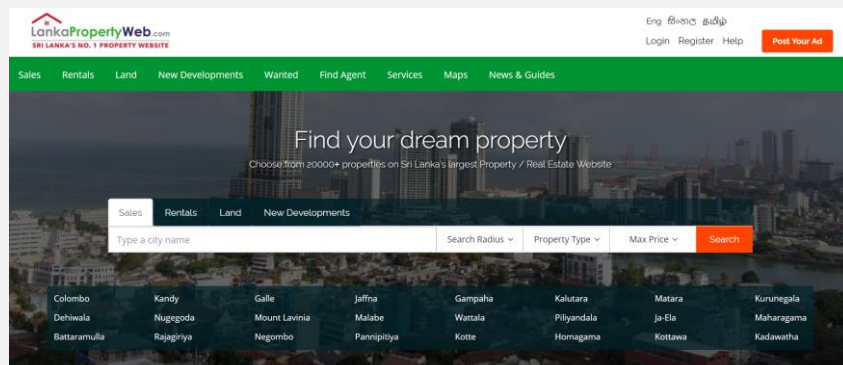 LankaPropertyWeb.com
SRI LANKA'S NO. 1 PROPERTY WEBSITE
Eng සිංහල தமிழ்
Login Register Help Post Your Ad
Sales Rentals Land New Developments Wanted Find Agent Services Maps News & Guides
Find your dream property
Choose from 20000+ properties on Sri Lanka's largest Property / Real Estate Website
Sales Rentals Land New Developments
Type a city name Search Radius Property Type Max Price Search
Colombo Kandy Galle Jaffna Gampaha Kalutara Matara Kurunegala
Dehiwala Nugegoda Mount Lavinia Malabe Wattala Piliyandala Ja-Ela Maharagama
Battaramulla Rajagiriya Negombo Pannipitiya Kotte Homagama Kottawa Kadawatha